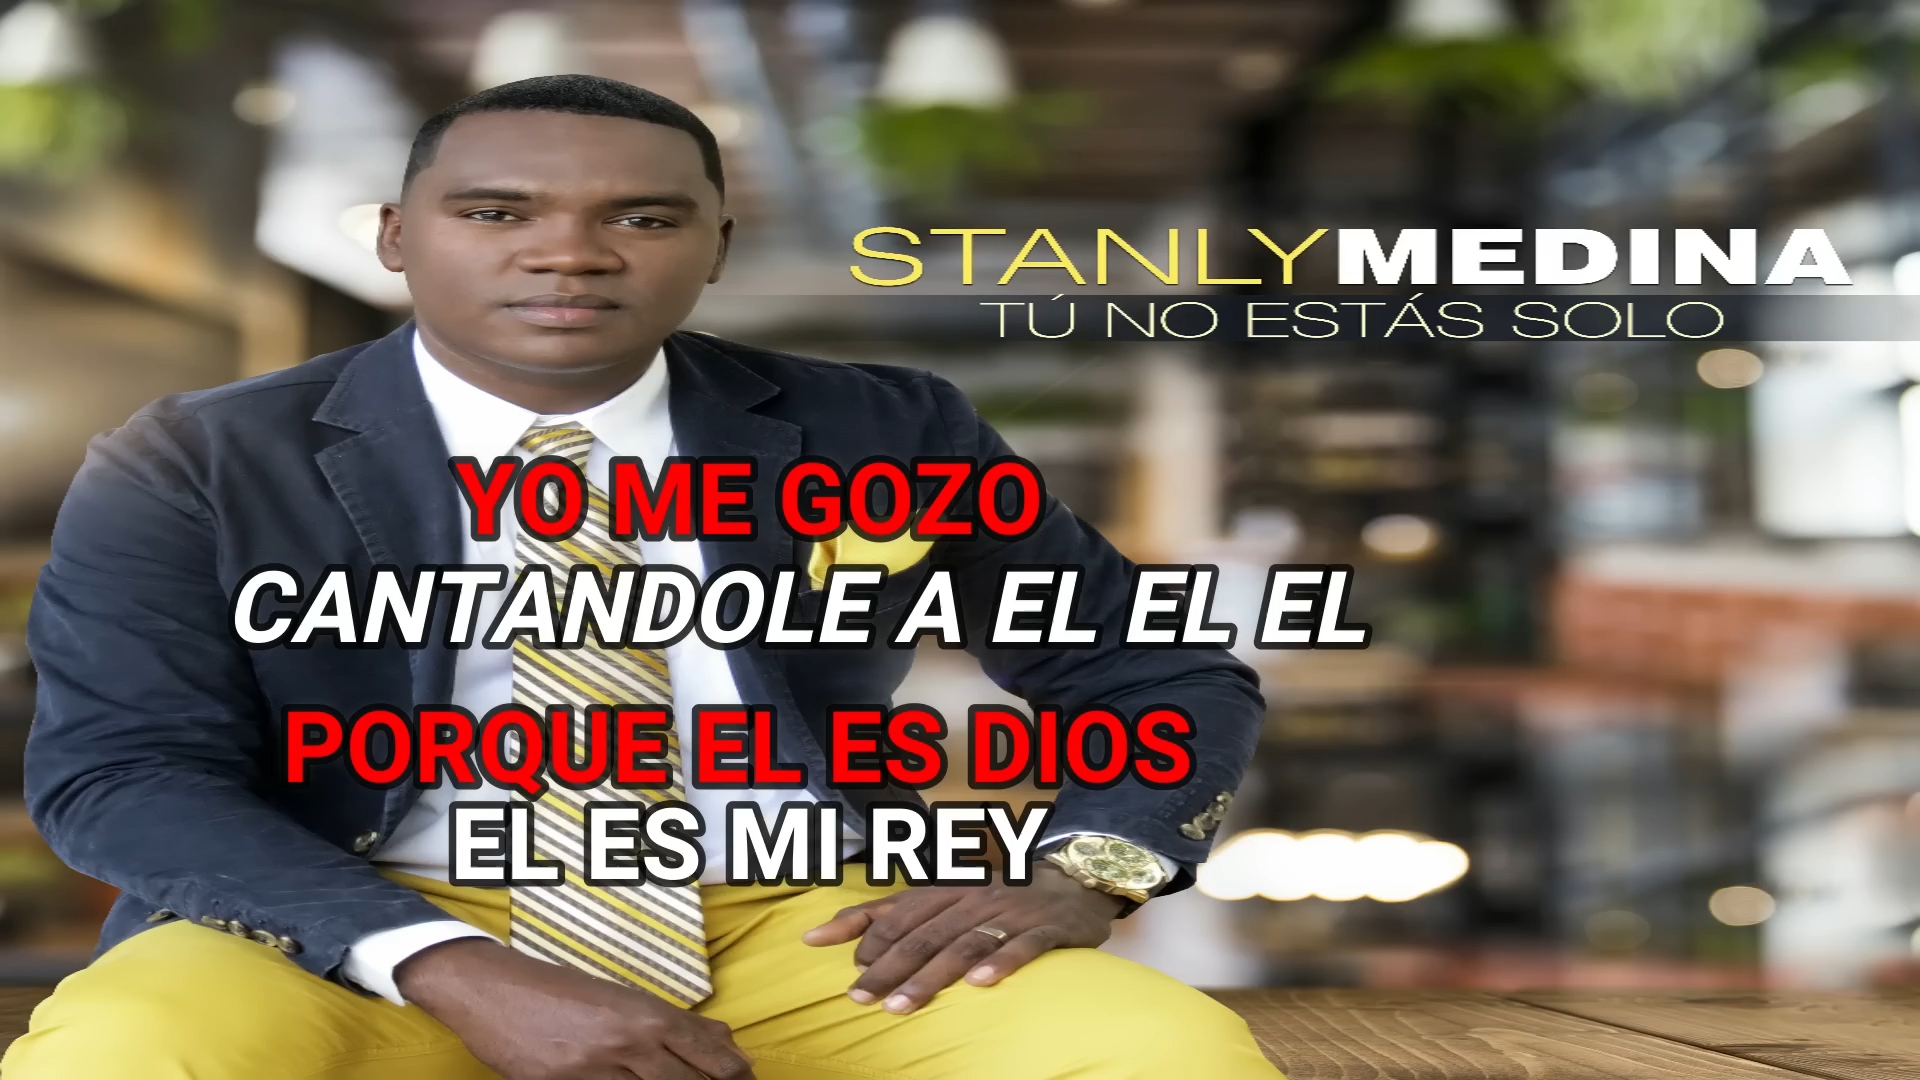 STANLYMEDINA
TÚ NO ESTÁS SOLO
YO ME GOZO
CANTANDOLE A EL EL EL
PORQUE EL ES DIOS
EL ES MI REY